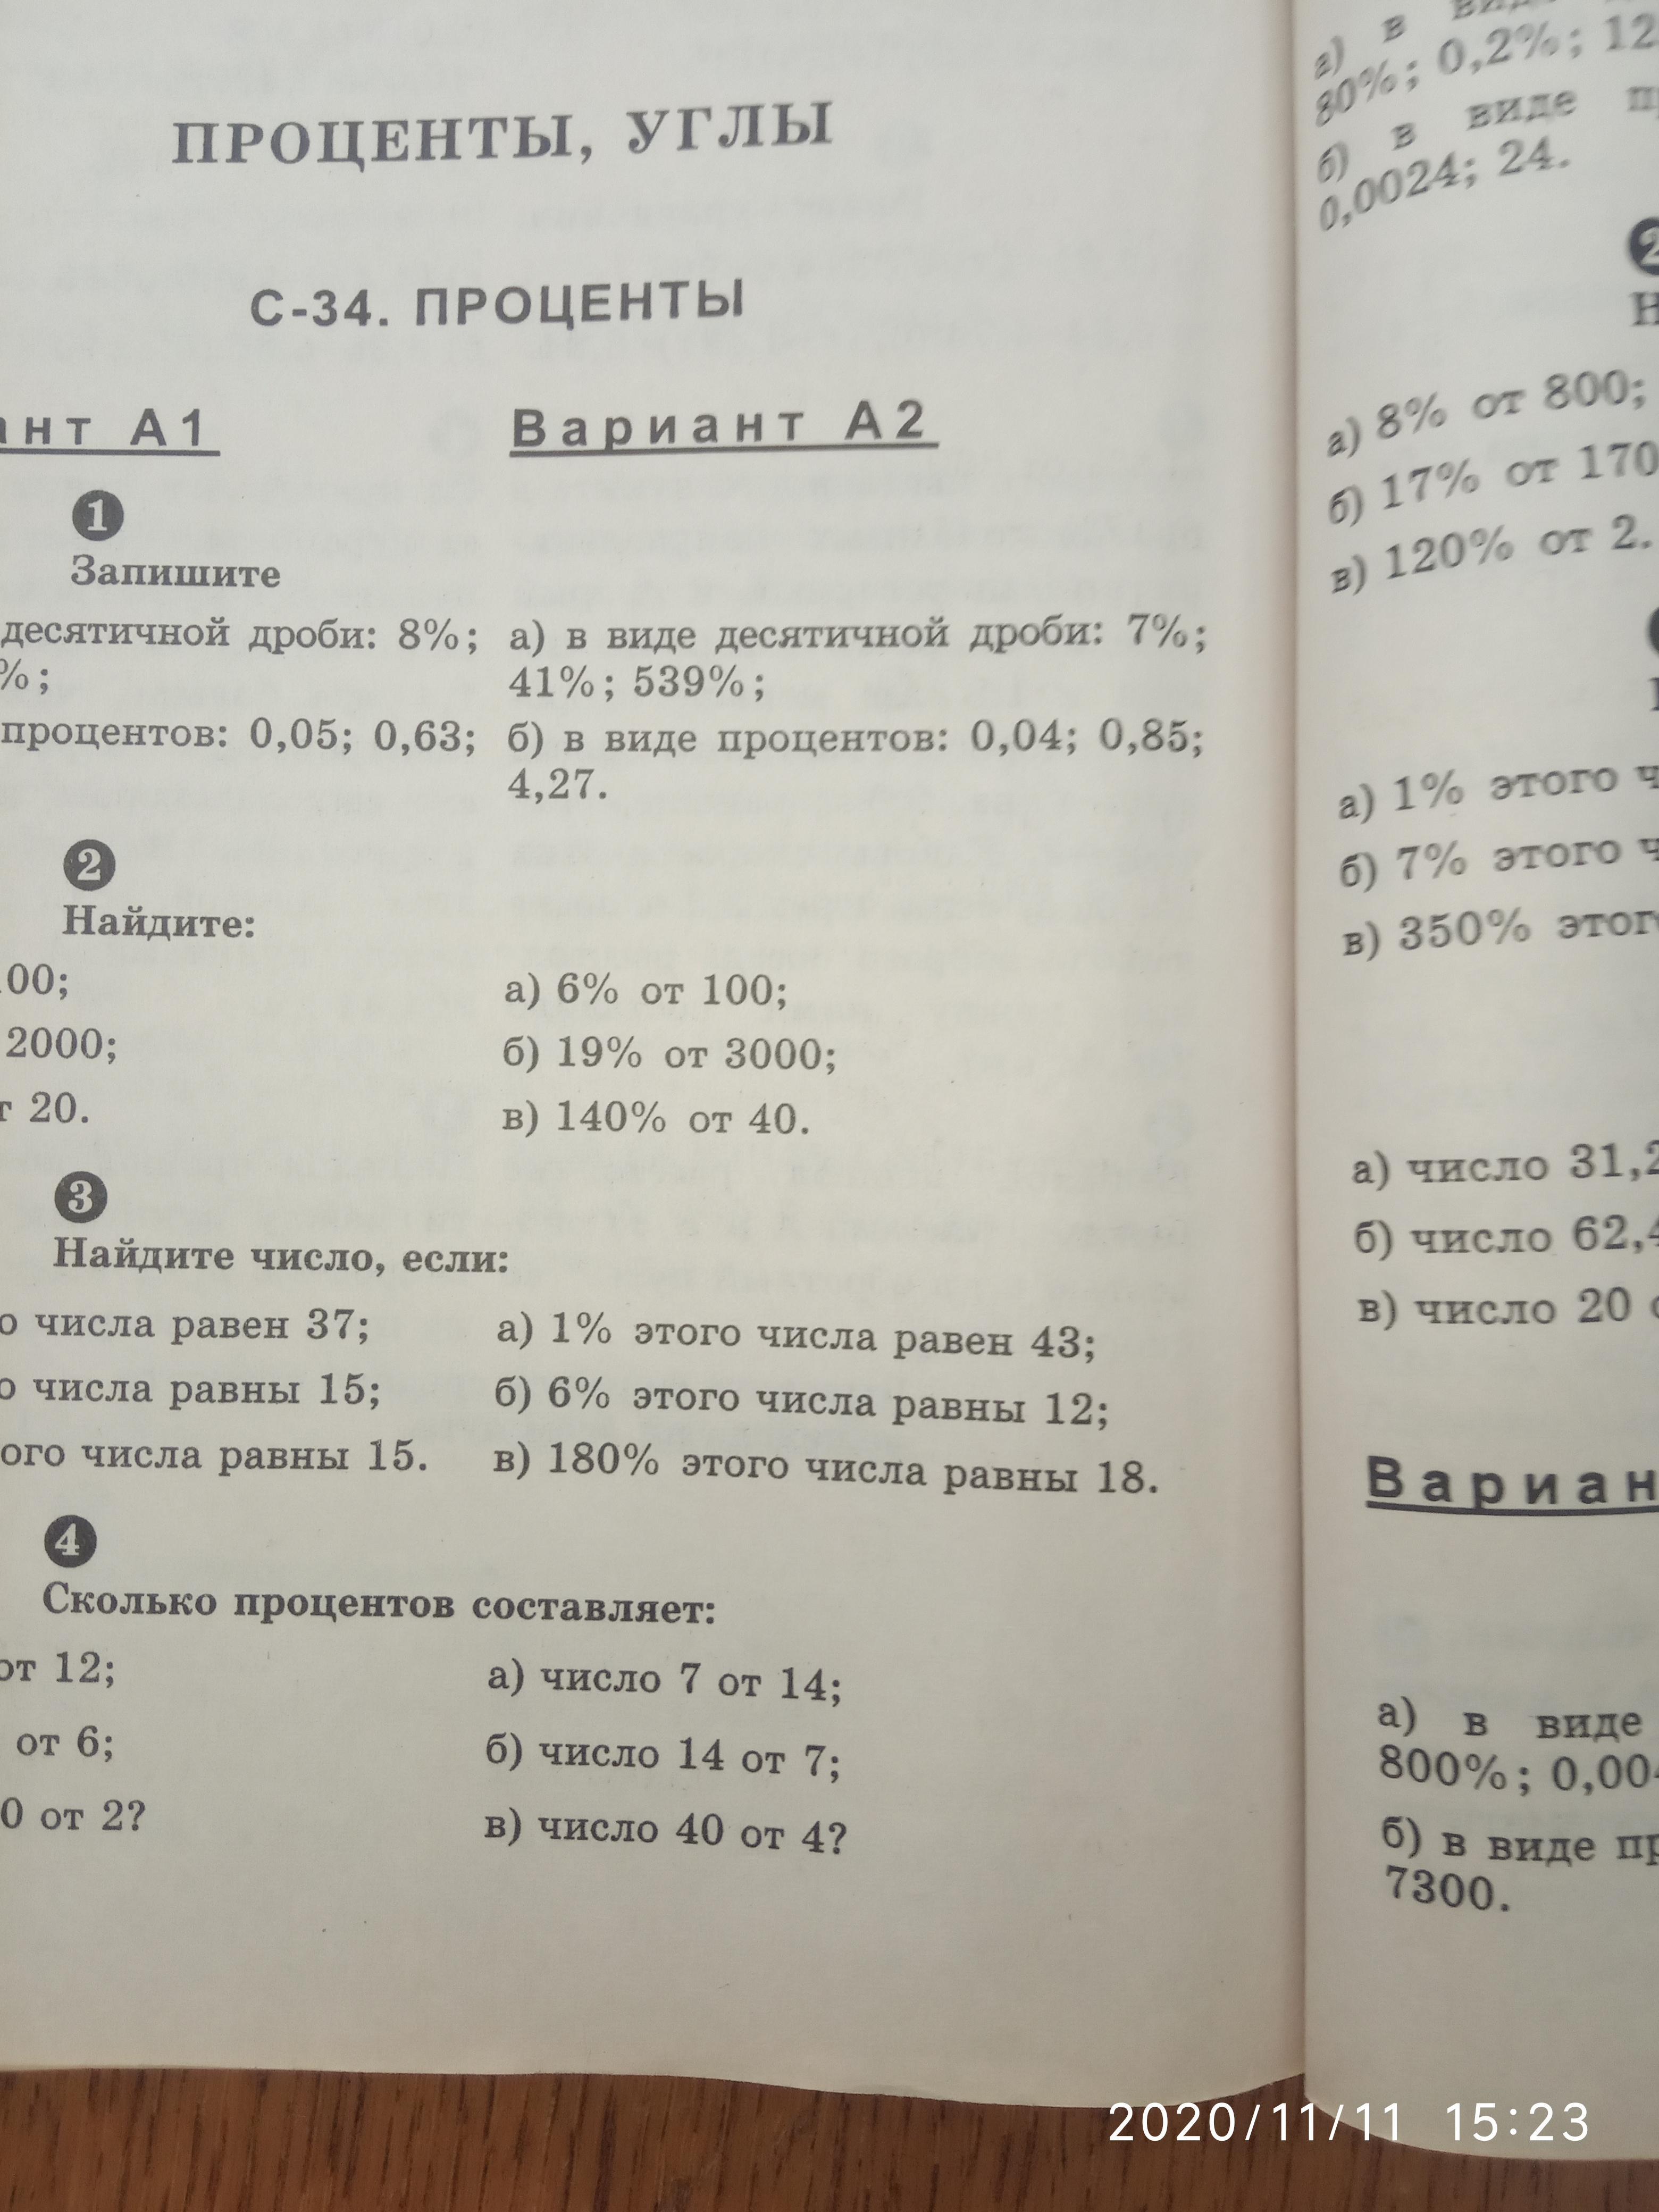 ПРОЦЕНТЫ, УГЛЫ
С-34. ПРОЦЕНТЫ
А1
Вариант А2
1
Запишите
десятичной дроби: 8%;
%;
процентов: 0,05; 0,63;
а) в виде десятичной дроби: 7%;
41%; 539%;
б) в виде процентов: 0,04; 0,85;
4,27.
2
Найдите:
00;
2000;
20.
а) 6% от 100;
б) 19% от 3000;
в) 140% от 40.
3
Найдите число, если:
числа равен 37;
числа равны 15;
ого числа равны 15.
а) 1% этого числа равен 43;
б) 6% этого числа равны 12;
в) 180% этого числа равны 18.
4
Сколько процентов составляет:
от 12;
от 6;
0 от 2?
а) число 7 от 14;
б) число 14 от 7;
в) число 40 от 4?
а) в
80%; 0,2%; 12
б) в виде
0,0024; 24.
2
Н
а) 8% от 800;
б) 17% от 170
в) 120% от 2.
а) 1% этого ч
б) 7% этого ч
в) 350% этог
а) число 31,2
б) число 62,4
в) число 20
Вариан
а) в виде
800%; 0,00
б) в виде пр
7300.
2020/11/11 15:23